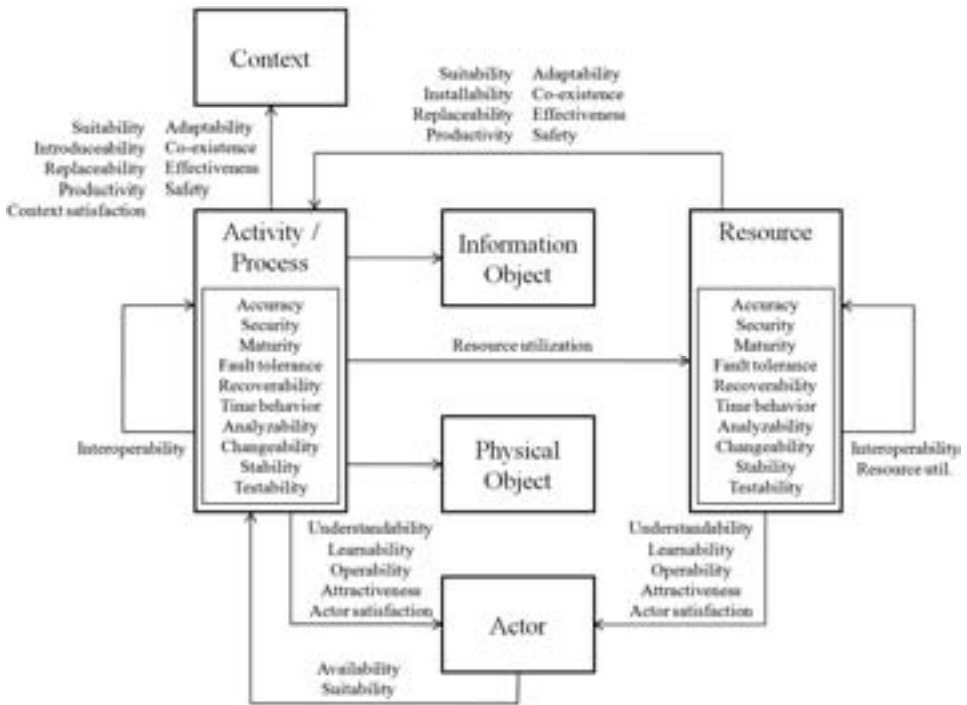 Context
Suitability Adaptability
Introduceability Co-existence
Replaceability Effectiveness
Productivity Safety
Context satisfaction
Suitability Adaptability
Installability Co-existence
Replaceability Effectiveness
Productivity Safety
Activity /
Process
Accuracy
Security
Maturity
Fault tolerance
Recoverability
Time behavior
Analyzability
Changeability
Stability
Testability
Interoperability
Information
Object
Resource utilization
Physical
Object
Resource
Accuracy
Security
Maturity
Fault tolerance
Recoverability
Time behavior
Analyzability
Changeability
Stability
Testability
Interoperability
Resource util.
Understandability
Learnability
Operability
Attractiveness
Actor satisfaction
Actor
Understandability
Learnability
Operability
Attractiveness
Actor satisfaction
Availability
Suitability